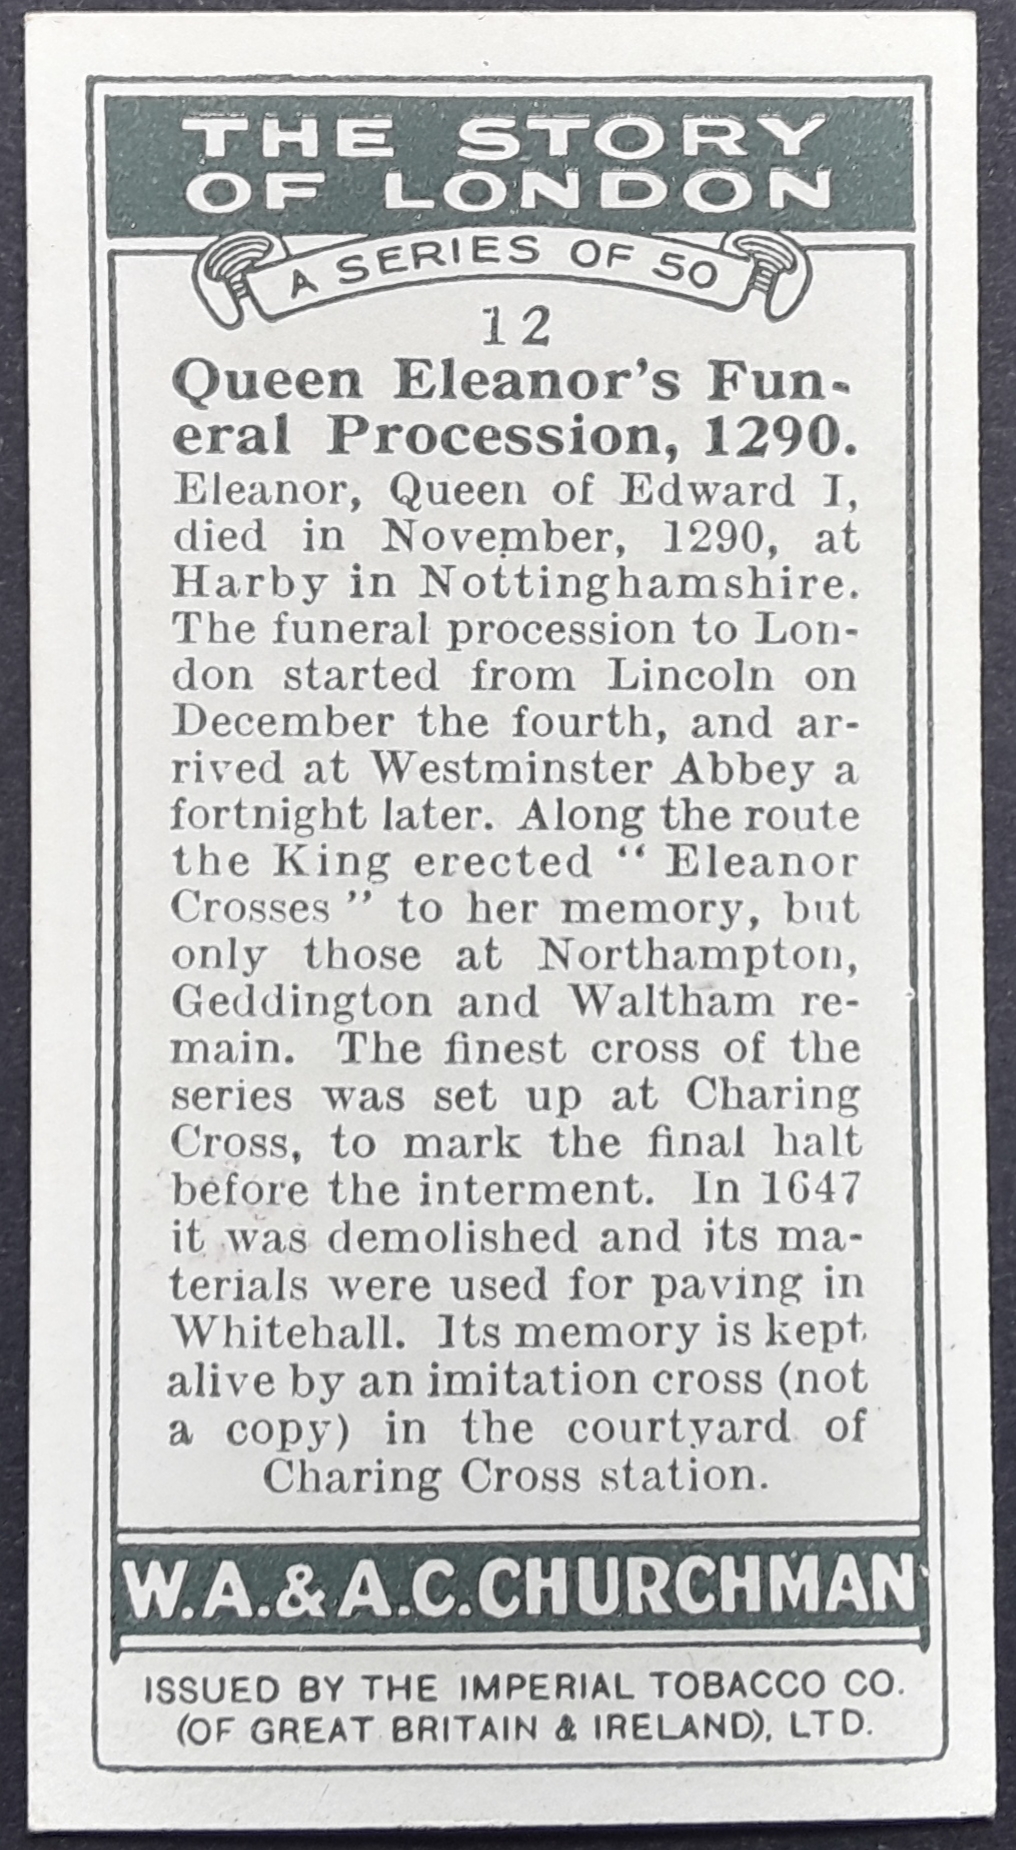 THE STORY
OF LONDON
A SERIES OF 50
12
Queen Eleanor's Fun-
eral Procession, 1290.
Eleanor, Queen of Edward I,
died in November, 1290, at
Harby in Nottinghamshire.
The funeral procession to Lon-
don started from Lincoln on
December the fourth, and ar-
rived at Westminster Abbey a
fortnight later. Along the route
the King erected “ Eleanor
Crosses ” to her memory, but
only those at Northampton,
Geddington and Waltham re-
main. The finest cross of the
series was set up at Charing
Cross, to mark the final halt
before the interment. In 1647
it was demolished and its ma-
terials were used for paving in
Whitehall. Its memory is kept
alive by an imitation cross (not
a copy) in the courtyard of
Charing Cross station.
W.A.& A.C.CHURCHMAN
ISSUED BY THE IMPERIAL TOBACCO CO.
(OF GREAT BRITAIN & IRELAND), LTD.